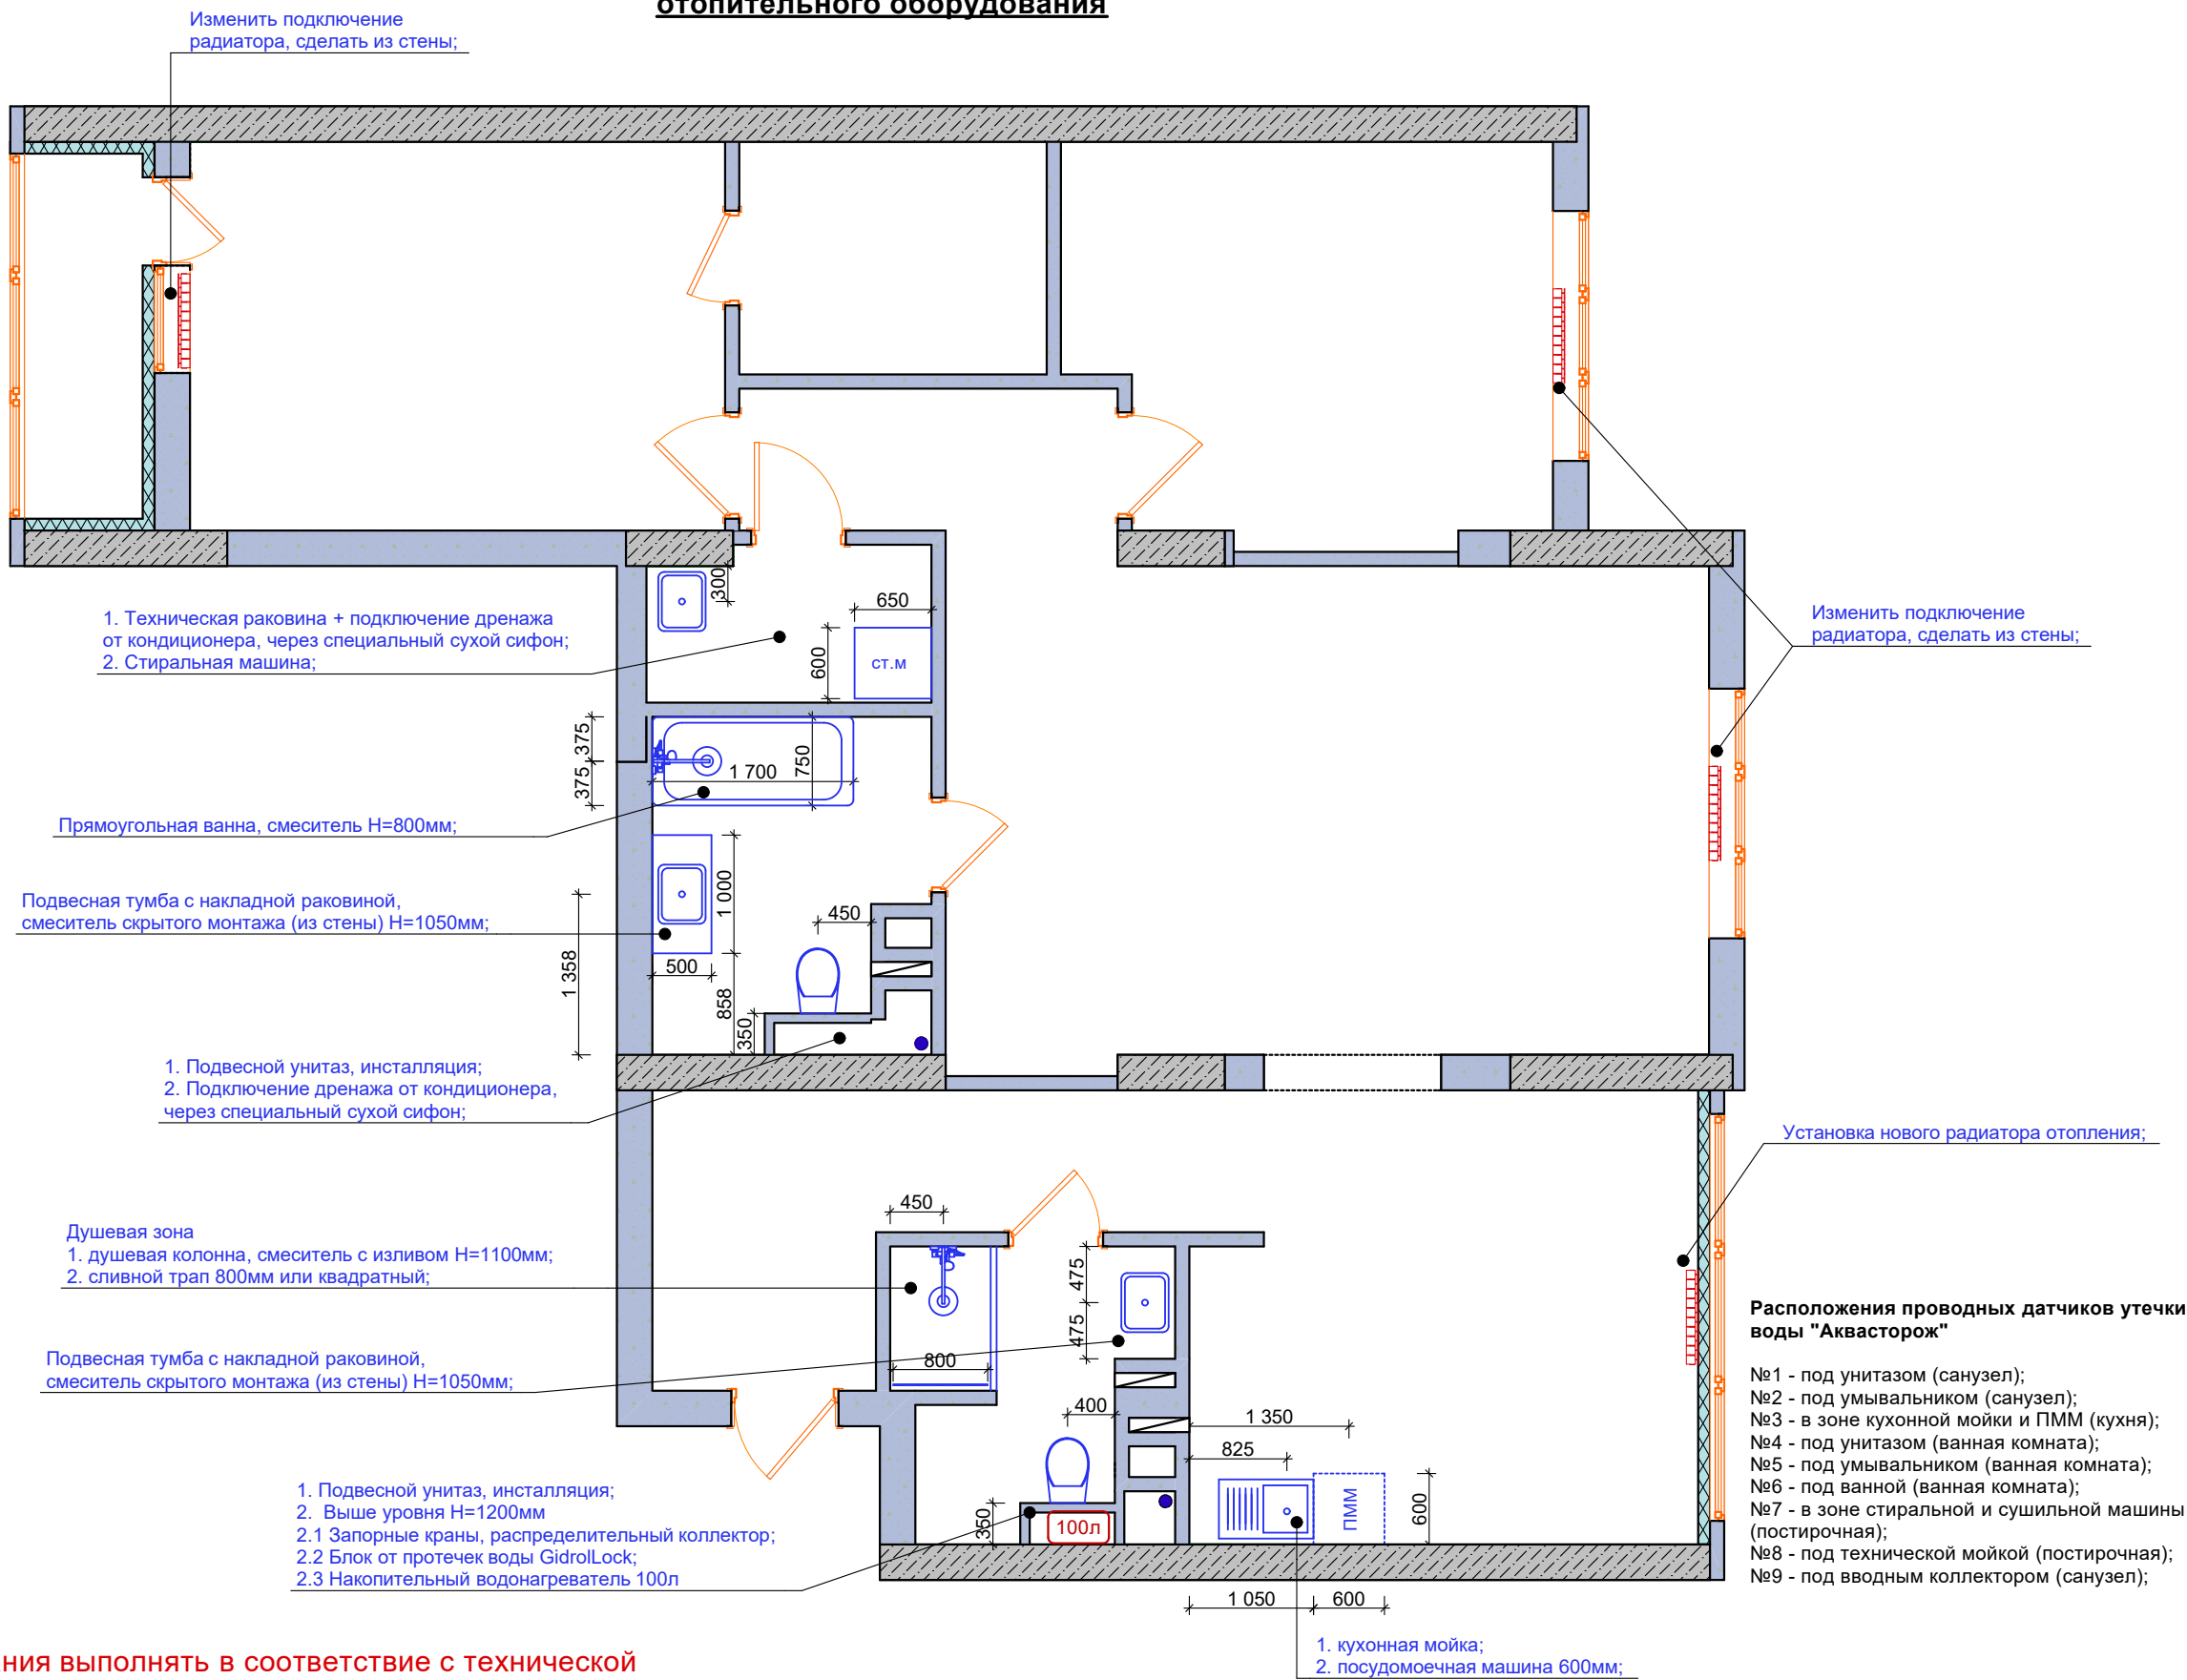 отопительного оборудования
Изменить подключение
радиатора, сделать из стены;
300
650
600
ст.м
1. Техническая раковина + подключение дренажа
от кондиционера, через специальный сухой сифон;
2. Стиральная машина;
Изменить подключение
радиатора, сделать из стены;
375
375
750
1 700
Прямоугольная ванна, смеситель H=800мм;
1 000
450
Подвесная тумба с накладной раковиной,
смеситель скрытого монтажа (из стены) H=1050мм;
500
1 358
858
350
1. Подвесной унитаз, инсталляция;
2. Подключение дренажа от кондиционера,
через специальный сухой сифон;
Установка нового радиатора отопления;
450
Душевая зона
1. душевая колонна, смеситель с изливом H=1100мм;
2. сливной трап 800мм или квадратный;
475
475
800
Подвесная тумба с накладной раковиной,
смеситель скрытого монтажа (из стены) H=1050мм;
400
1 350
825
Расположения проводных датчиков утечки
воды "Аквасторож"
№1 - под унитазом (санузел);
№2 - под умывальником (санузел);
№3 - в зоне кухонной мойки и ПММ (кухня);
№4 - под унитазом (ванная комната);
№5 - под умывальником (ванная комната);
№6 - под ванной (ванная комната);
№7 - в зоне стиральной и сушильной машины
(постирочная);
№8 - под технической мойкой (постирочная);
№9 - под вводным коллектором (санузел);
1. Подвесной унитаз, инсталляция;
2. Выше уровня H=1200мм
2.1 Запорные краны, распределительный коллектор;
2.2 Блок от протечек воды GidrolLock;
2.3 Накопительный водонагреватель 100л
350
100л
ПММ
600
1 050
600
1. кухонная мойка;
2. посудомоечная машина 600мм;
ния выполнять в соответствие с технической